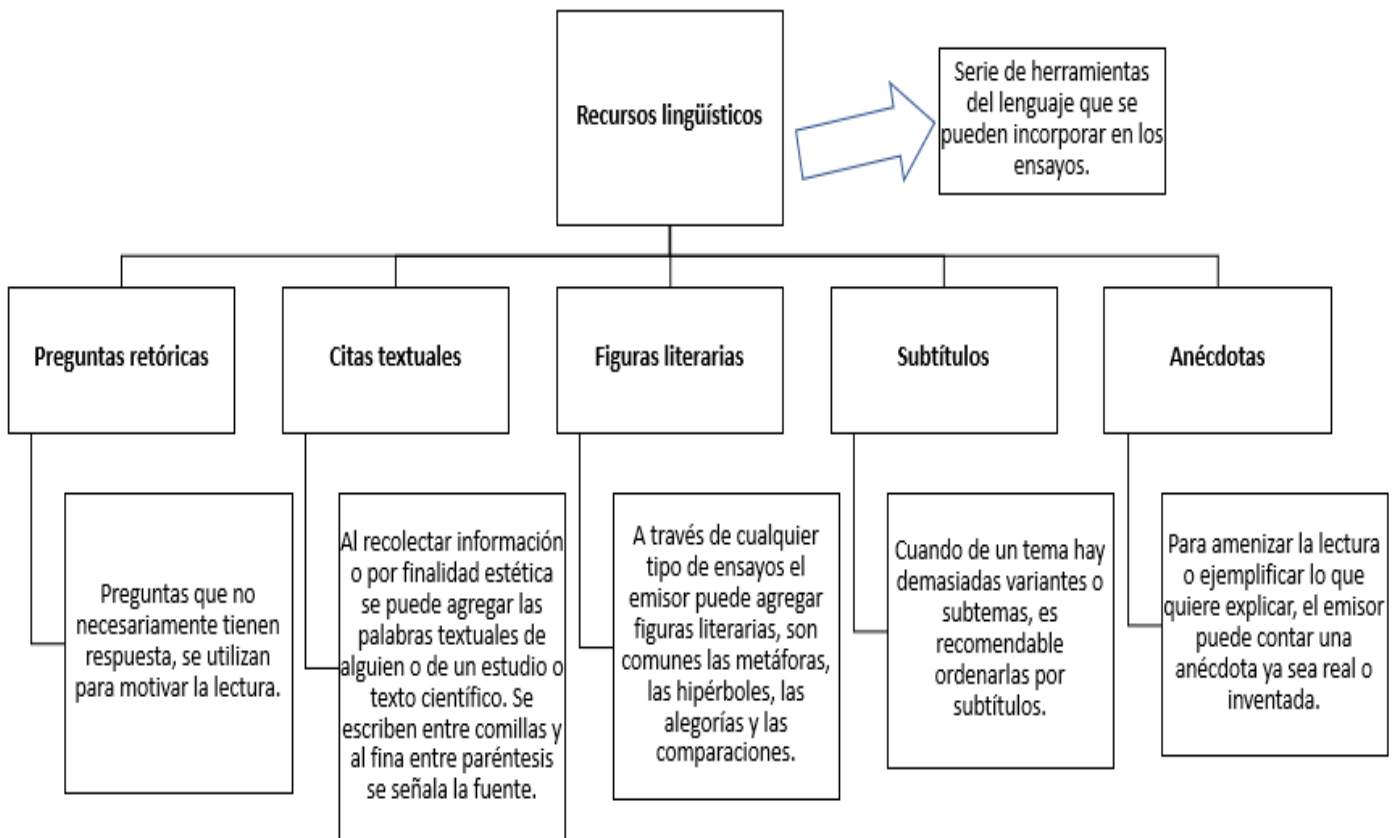 Recursos lingüísticos
Serie de herramientas
del lenguaje que se
pueden incorporar en los
ensayos.
Preguntas retóricas
Citas textuales
Figuras literarias
Subtítulos
Anécdotas
Preguntas que no
necesariamente tienen
respuesta, se utilizan
para motivar la lectura.
Al recolectar información
o por finalidad estética
se puede agregar las
palabras textuales de
alguien o de un estudio o
texto científico. Se
escriben entre comillas y
al fina entre paréntesis
se señala la fuente.
A través de cualquier
tipo de ensayos el
emisor puede agregar
figuras literarias, son
comunes las metáforas,
las hipérboles, las
alegorías y las
comparaciones.
Cuando de un tema hay
demasiadas variantes o
subtemas, es
recomendable
ordenarlas por
subtítulos.
Para amenizar la lectura
o ejemplificar lo que
quiere explicar, el emisor
puede contar una
anécdota ya sea real o
inventada.